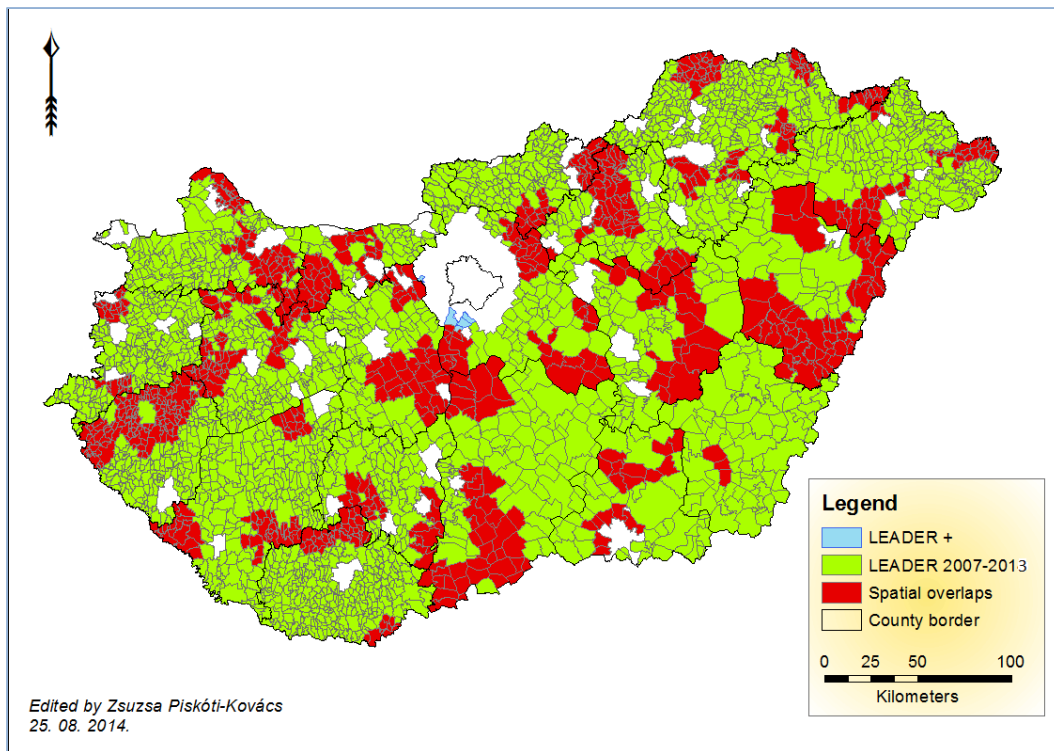 Legend
LEADER +
LEADER 2007-2013
Spatial overlaps
County border
0 25 50 100
Kilometers
Edited by Zsuzsa Piskóti-Kovács
25. 08. 2014.